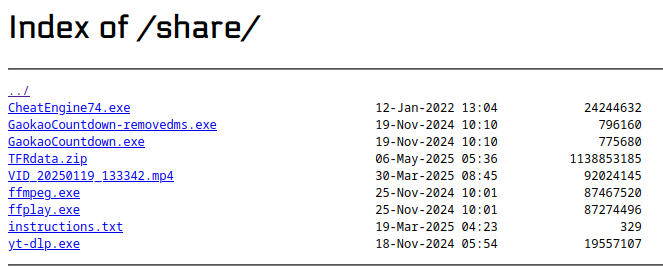 Index of /share/
../
CheatEngine74.exe 12-Jan-2022 13:04 24244632
GaokaoCountdown-removedms.exe 19-Nov-2024 10:10 796160
GaokaoCountdown.exe 19-Nov-2024 10:10 775680
TFRdata.zip 06-May-2025 05:36 1138853185
VID_20250119_133342.mp4 30-Mar-2025 08:45 92024145
ffmpeg.exe 25-Nov-2024 10:01 87467520
ffplay.exe 25-Nov-2024 10:01 87274496
instructions.txt 19-Mar-2025 04:23 329
yt-dlp.exe 18-Nov-2024 05:54 19557107